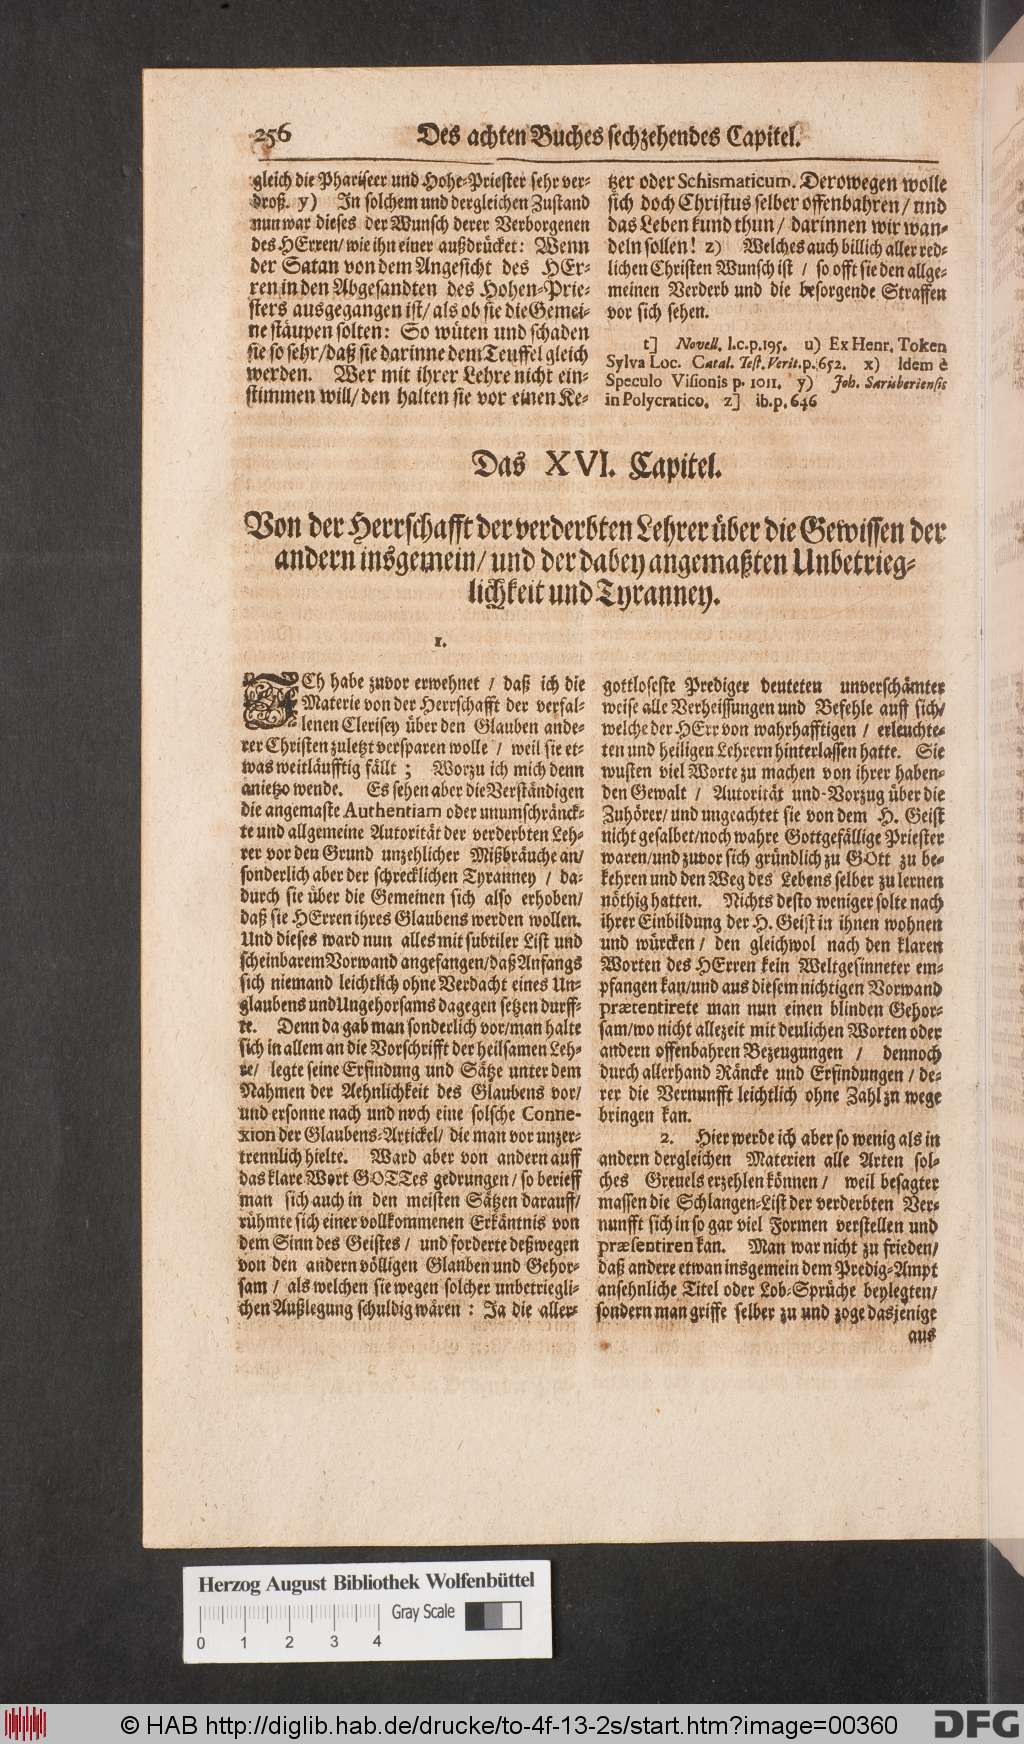 256 Des achten Buches sechzehendes Capitel.
gleich die Phariseer und Hohe-Priester sehr ver-
droß. y) In solchem und dergleichen Zustand
nun war dieses der Wunsch derer Verborgenen
des HErren/ wie ihn einer außdrücket: Wenn
der Satan von dem Angesicht des HEr-
ren in den Abgesandten des Hohen-Prie-
sters ausgegangen ist/ als ob sie die Gemei-
ne stäupen solten: So wüten und schaden
sie so sehr/ daß sie darinne dem Teuffel gleich
werden. Wer mit ihrer Lehre nicht ein-
stimmen will/ den halten sie vor einen Ke-
tzer oder Schismaticum. Derowegen wolle
sich doch Christus selber offenbahren/ und
das Leben kund thun/ darinnen wir wan-
deln sollen! z) Welches auch billich aller red-
lichen Christen Wunsch ist / so offt sie den allge-
meinen Verderb und die besorgende Straffen
vor sich sehen.
t] Novell, l.c.p.195. u) Ex Henr. Token
Sylva Loc. Catal. Test. Verit.p.652. x) Idem è
Speculo Visionis p. 1011. y) Joh. Sarisberiensis
in Polycratico. z] ib.p.646
Das XVI. Capitel.
Von der Herrschafft der verderbten Lehrer über die Gewissen der
andern insgemein/ und der dabey angemaßten Unbetrieg-
lichkeit und Tyranney.
1.
ICh habe zuvor erwehnet / daß ich die
Materie von der Herrschafft der verfal-
lenen Clerisey über den Glauben ande-
rer Christen zuletzt versparen wolle / weil sie et-
was weitläufftig fällt ; Worzu ich mich denn
anietzo wende. Es sehen aber die Verständigen
die angemaste Authentiam oder unumschränck-
te und allgemeine Autorität der verderbten Leh-
rer vor den Grund unzehlicher Mißbräuche an/
sonderlich aber der schrecklichen Tyranney / da-
durch sie über die Gemeinen sich also erhoben/
daß sie HErren ihres Glaubens werden wollen.
Und dieses ward nun alles mit subtiler List und
scheinbarem Vorwand angefangen/daß Anfangs
sich niemand leichtlich ohne Verdacht eines Un-
glaubens und Ungehorsams dagegen setzen durff-
te. Denn da gab man sonderlich vor/man halte
sich in allem an die Vorschrifft der heilsamen Leh-
re/ legte seine Erfindung und Sätze unter dem
Nahmen der Aehnlichkeit des Glaubens vor/
und ersonne nach und noch eine solsche Conne-
xion der Glaubens-Artickel/ die man vor unzer-
trennlich hielte. Ward aber von andern auff
das klare Wort GOTTes gedrungen/ so berieff
man sich auch in den meisten Sätzen darauff/
rühmte sich einer vollkommenen Erkäntnis von
dem Sinn des Geistes / und forderte deßwegen
von den andern völligen Glauben und Gehor-
sam / als welchen sie wegen solcher unbetriegli-
chen Außlegung schuldig wären : Ja die aller-
gottloseste Prediger deuteten unverschämter
weise alle Verheissungen und Befehle auff sich/
welche der HErr von wahrhafftigen / erleuchte-
ten und heiligen Lehrern hinterlassen hatte. Sie
wusten viel Worte zu machen von ihrer haben-
den Gewalt / Autorität und-Vorzug über die
Zuhörer/ und ungeachtet sie von dem H. Geist
nicht gesalbet/noch wahre Gottgefällige Priester
waren/und zuvor sich gründlich zu GOtt zu be-
kehren und den Weg des Lebens selber zu lernen
nöthig hatten. Nichts desto weniger solte nach
ihrer Einbildung der H. Geist in ihnen wohnen
und würcken / den gleichwol nach den klaren
Worten des HErren kein Weltgesinneter em-
pfangen kan/und aus diesem nichtigen Vorwand
prætentirete man nun einen blinden Gehor-
sam/wo nicht allezeit mit deulichen Worten oder
andern offenbahren Bezeugungen / dennoch
durch allerhand Räncke und Erfindungen / de-
rer die Vernunfft leichtlich ohne Zahl zu wege
bringen kan.
2. Hier werde ich aber so wenig als in
andern dergleichen Materien alle Arten sol-
ches Greuels erzehlen können / weil besagter
massen die Schlangen-List der verderbten Ver-
nunfft sich in so gar viel Formen verstellen und
præsentiren kan. Man war nicht zu frieden/
daß andere etwan insgemein dem Predig-Ampt
ansehnliche Titel oder Lob-Sprüche beylegten/
sondern man griffe selber zu und zoge dasjenige
aus
Herzog August Bibliothek Wolfenbüttel
Gray Scale
0 1 2 3 4
© HAB http://diglib.hab.de/drucke/to-4f-13-2s/start.htm?image=00360 DFG